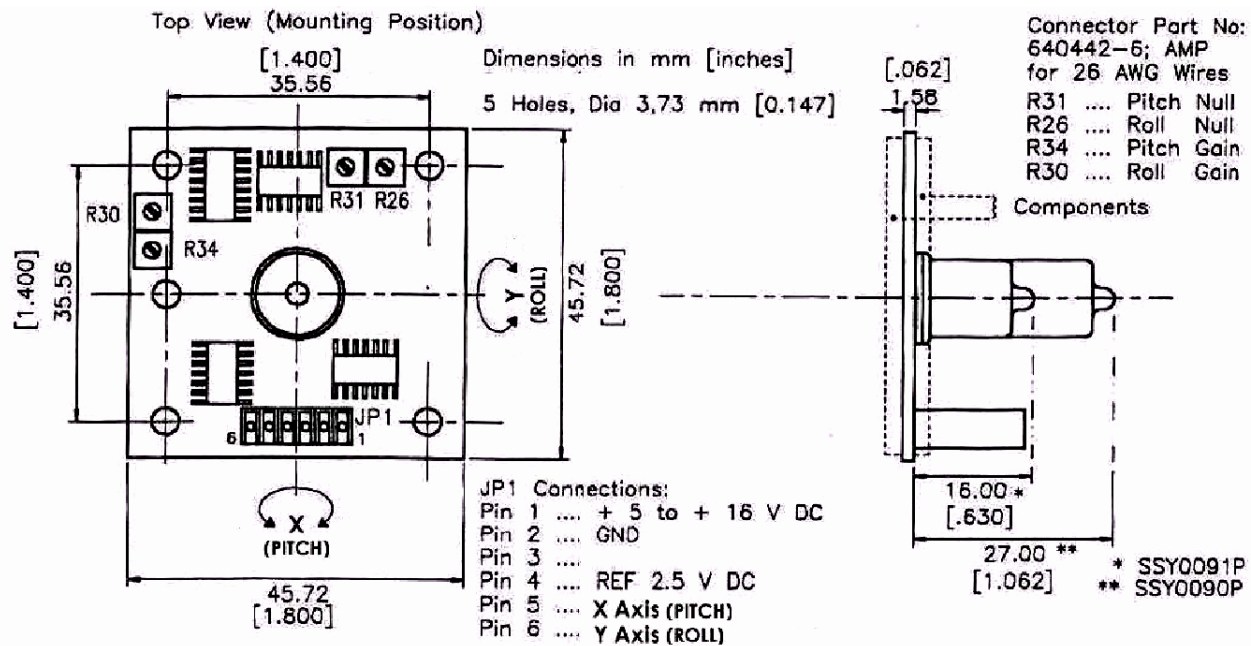 Top View (Mounting Position)
[1.400]
35.56
Dimensions in mm [inches]
5 Holes, Dia 3,73 mm [0.147]
[.062]
1.58
Connector Part No:
640442-6; AMP
for 26 AWG Wires
R31 .... Pitch Null
R26 .... Roll Null
R34 .... Pitch Gain
R30 .... Roll Gain
Components
R31 R26
R30
R34
[1.400]
35.56
Y
(ROLL)
45.72
[1.800]
JP1
6
1
X
(PITCH)
45.72
[1.800]
JP1 Connections:
Pin 1 .... + 5 to + 16 V DC
Pin 2 .... GND
Pin 3 ....
Pin 4 .... REF 2.5 V DC
Pin 5 .... X Axis (PITCH)
Pin 6 .... Y Axis (ROLL)
16.00 *
[.630]
27.00 **
[1.062]
* SSY0091P
** SSY0090P